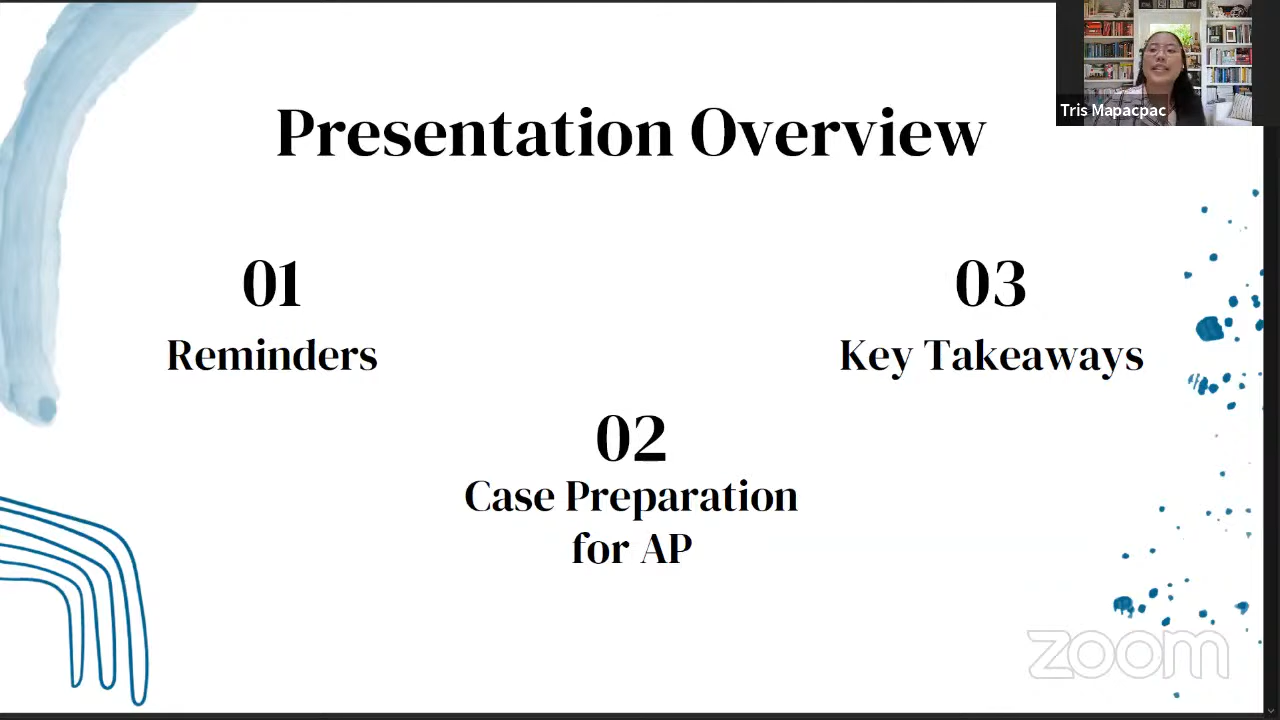 Tris Mapacpac
Presentation Overview
01
Reminders
02
Case Preparation
for AP
03
Key Takeaways
zoom